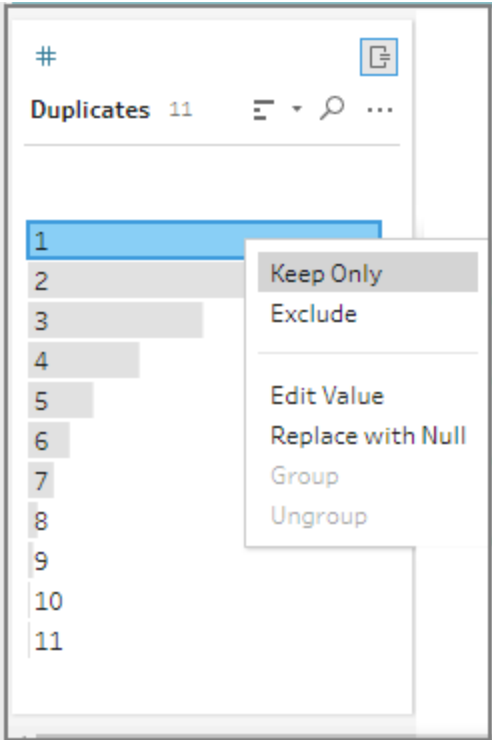 #
Duplicates 11
1
2
3
4
5
6
7
8
9
10
11
Keep Only
Exclude
Edit Value
Replace with Null
Group
Ungroup